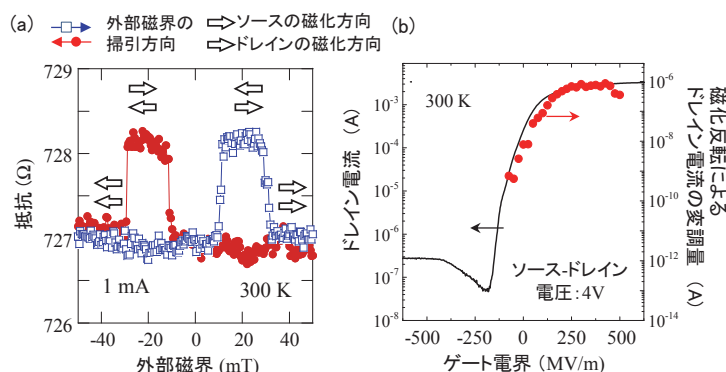 (a)
外部磁界の
掃引方向
ソースの磁化方向
ドレインの磁化方向
729
728
727
726
抵抗 (Ω)
1 mA
300 K
-40
-20
0
20
40
外部磁界 (mT)
(b)
300 K
10⁻³
10⁻⁴
10⁻⁵
10⁻⁶
10⁻⁷
10⁻⁸
ドレイン電流 (A)
ソース-ドレイン
電圧:4V
10⁻⁶
10⁻⁸
10⁻¹⁰
10⁻¹²
10⁻¹³
磁化反転による
ドレイン電流の変調量 (A)
-500
-250
0
250
500
ゲート電界 (MV/m)